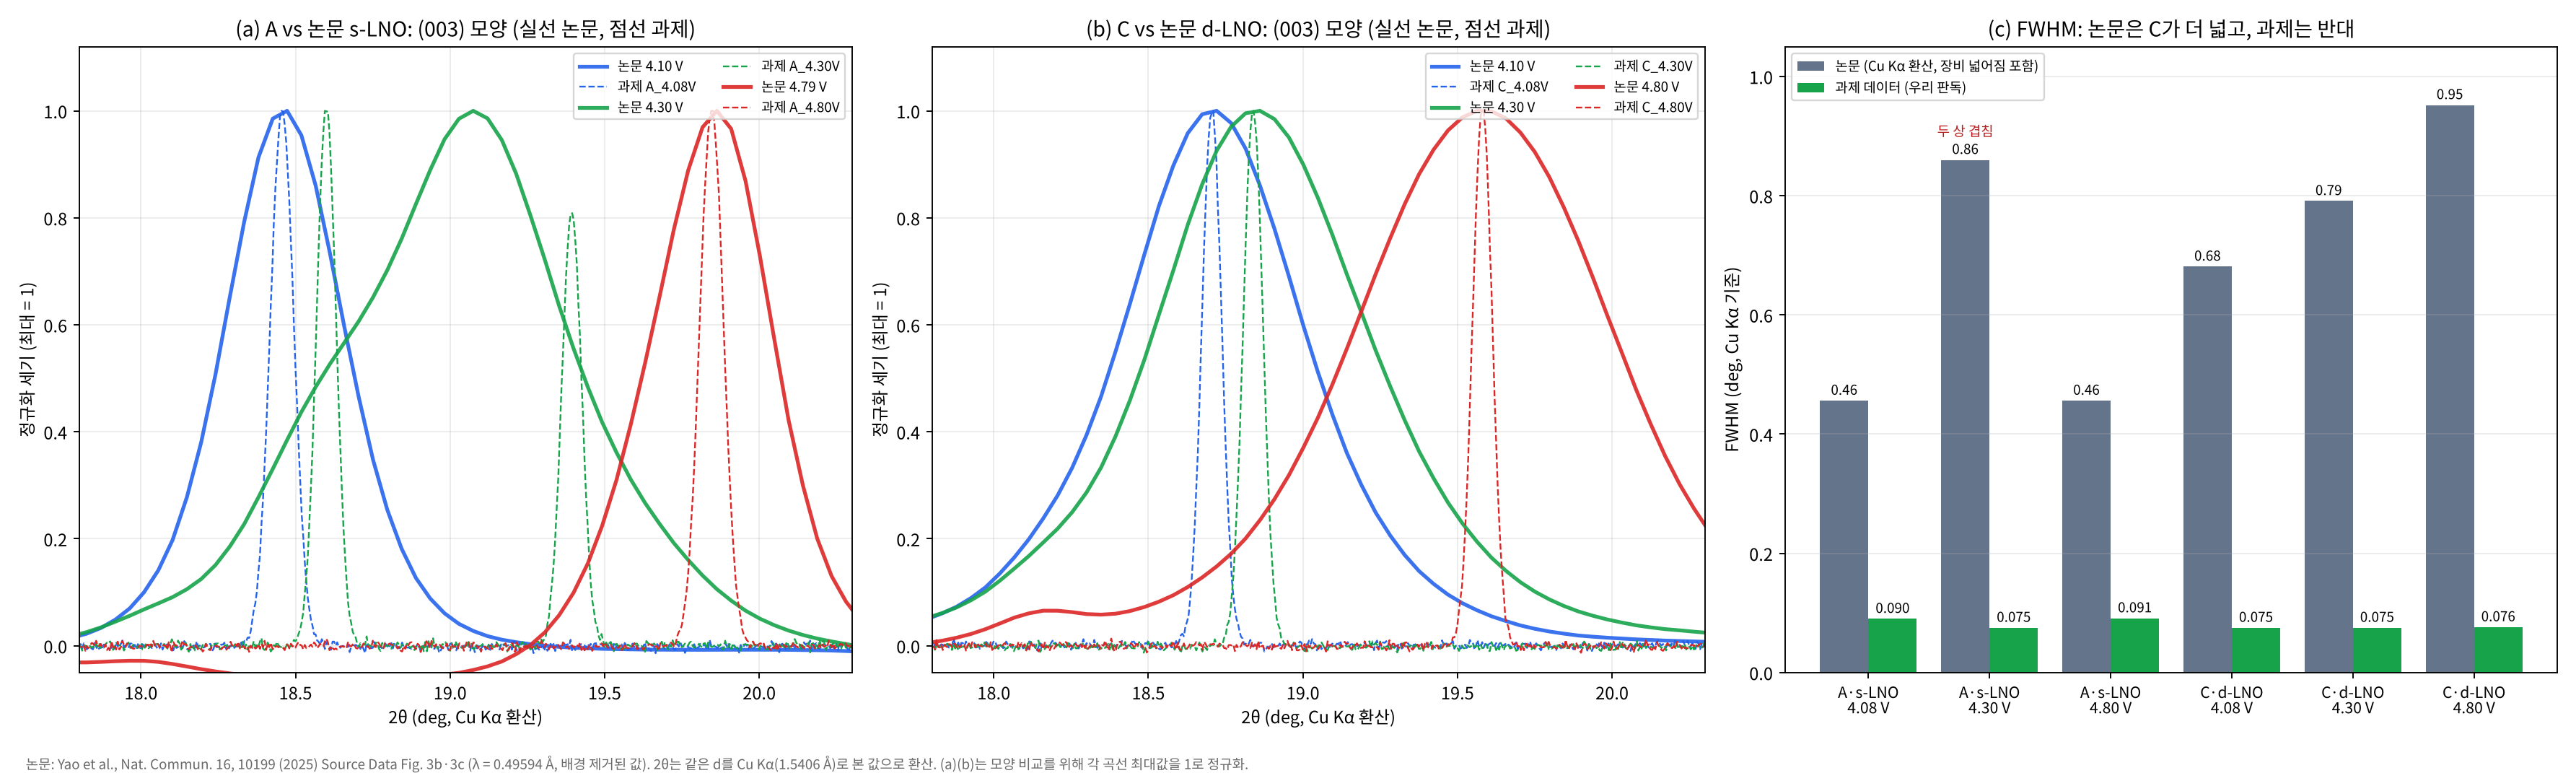 (a) A vs 논문 s-LNO: (003) 모양 (실선 논문, 점선 과제)
논문 4.10 V
과제 A_4.08V
논문 4.30 V
과제 A_4.30V
논문 4.79 V
과제 A_4.80V
정규화 세기 (최대 = 1)
1.0
0.8
0.6
0.4
0.2
0.0
18.0
18.5
19.0
19.5
20.0
2θ (deg, Cu Kα 환산)
(b) C vs 논문 d-LNO: (003) 모양 (실선 논문, 점선 과제)
논문 4.10 V
과제 C_4.08V
논문 4.30 V
과제 C_4.30V
논문 4.80 V
과제 C_4.80V
정규화 세기 (최대 = 1)
1.0
0.8
0.6
0.4
0.2
0.0
18.0
18.5
19.0
19.5
20.0
2θ (deg, Cu Kα 환산)
(c) FWHM: 논문은 C가 더 넓고, 과제는 반대
논문 (Cu Kα 환산, 장비 넓어짐 포함)
과제 데이터 (우리 판독)
FWHM (deg, Cu Kα 기준)
1.0
0.8
0.6
0.4
0.2
0.0
0.46
0.090
두 상 겹침
0.86
0.075
0.46
0.091
0.68
0.075
0.79
0.075
0.95
0.076
A·s-LNO
4.08 V
A·s-LNO
4.30 V
A·s-LNO
4.80 V
C·d-LNO
4.08 V
C·d-LNO
4.30 V
C·d-LNO
4.80 V
논문: Yao et al., Nat. Commun. 16, 10199 (2025) Source Data Fig. 3b·3c (λ = 0.49594 Å, 배경 제거된 값). 2θ는 같은 d를 Cu Kα(1.5406 Å)로 본 값으로 환산. (a)(b)는 모양 비교를 위해 각 곡선 최대값을 1로 정규화.